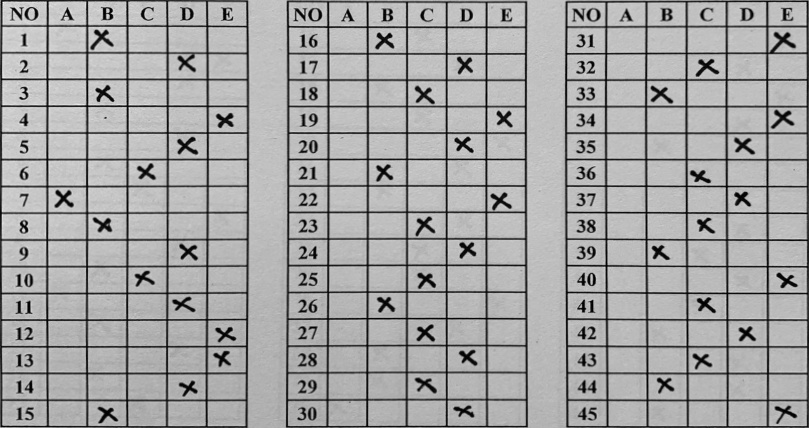 NO A B C D E NO A B C D E NO A B C D E
1 X 16 X 31 X
2 X 17 X 32 X
3 X 18 X 33 X
4 X 19 X 34 X
5 X 20 X 35 X
6 X 21 X 36 X
7 X 22 X 37 X
8 X 23 X 38 X
9 X 24 X 39 X
10 X 25 X 40 X
11 X 26 X 41 X
12 X 27 X 42 X
13 X 28 X 43 X
14 X 29 X 44 X
15 X 30 X 45 X